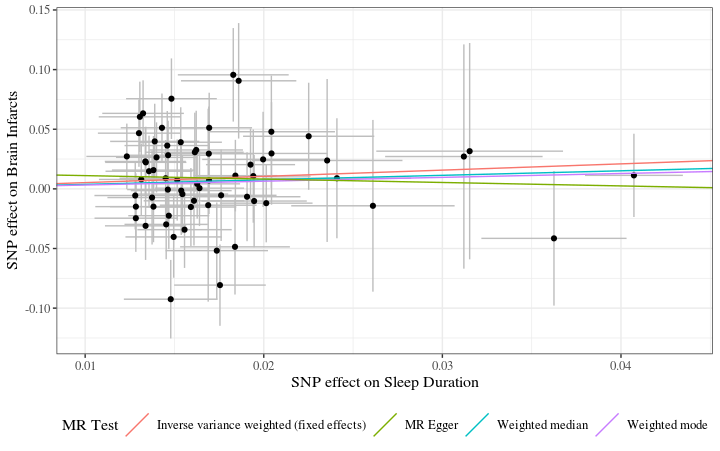 0.15
0.10
0.05
0.00
-0.05
-0.10
SNP effect on Brain Infarcts
0.01 0.02 0.03 0.04
SNP effect on Sleep Duration
MR Test Inverse variance weighted (fixed effects) MR Egger Weighted median Weighted mode